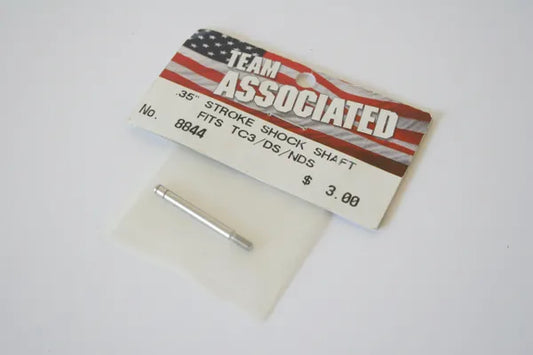 TEAM
ASSOCIATED
.35" STROKE SHOCK SHAFT
FITS TC3/DS/NDS
No. 8844 $ 3.00